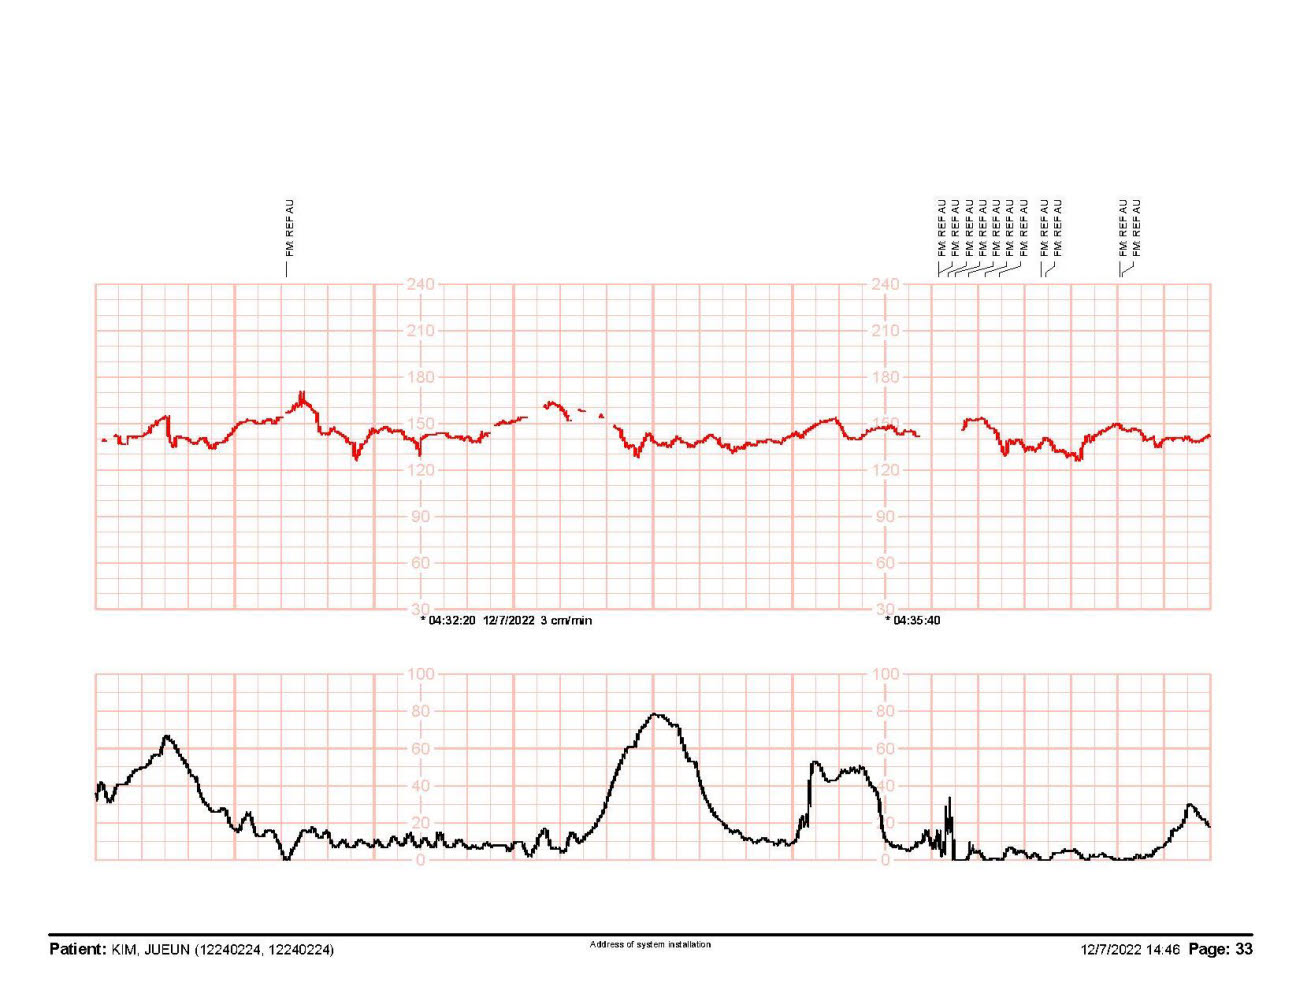 FM: REF AU
FM: REF AU
FM: REF AU
FM: REF AU
FM: REF AU
FM: REF AU
FM: REF AU
FM: REF AU
FM: REF AU
FM: REF AU
FM: REF AU
FM: REF AU
240 240
210 210
180 180
150 150
120 120
90 90
60 60
30 30
* 04:32:20 12/7/2022 3 cm/min * 04:35:40
100 100
80 80
60 60
40 40
20 20
0 0
Patient: KIM, JUEUN (12240224, 12240224) Address of system installation 12/7/2022 14:46 Page: 33